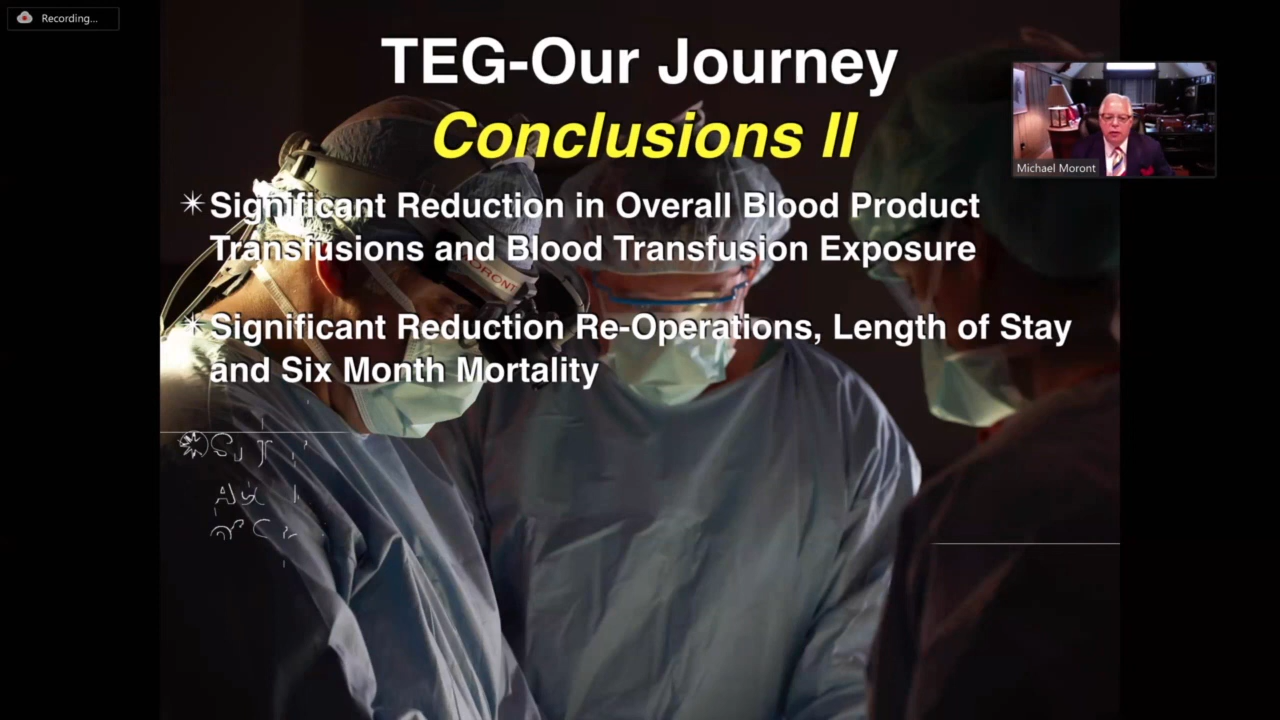 Recording...
TEG-Our Journey
Conclusions II
Michael Moront
Significant Reduction in Overall Blood Product
Transfusions and Blood Transfusion Exposure
Significant Reduction Re-Operations, Length of Stay
and Six Month Mortality